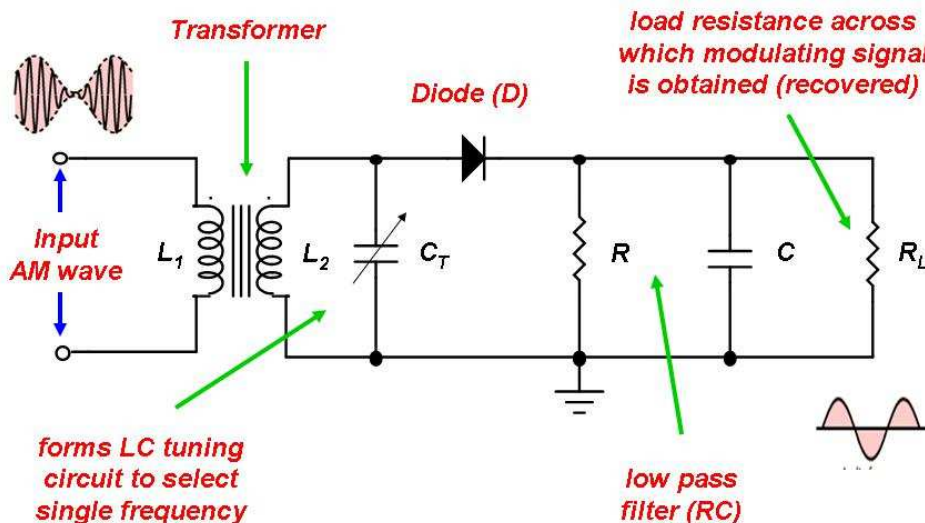 Transformer
load resistance across
which modulating signal
is obtained (recovered)
Diode (D)
Input
AM wave
L1
L2
CT
R
C
RL
forms LC tuning
circuit to select
single frequency
low pass
filter (RC)